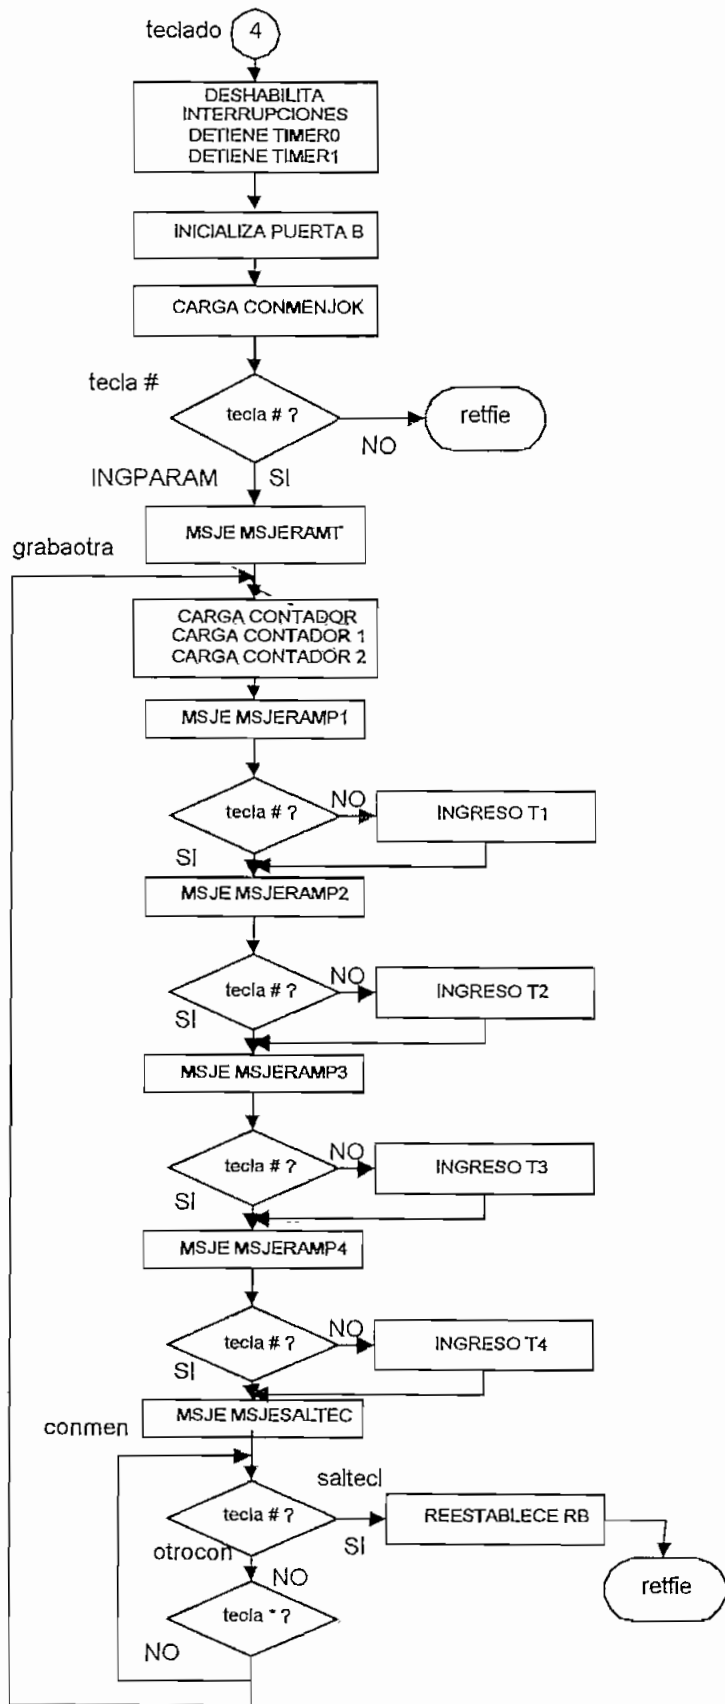 teclado 4
DESHABILITA
INTERRUPCIONES
DETIENE TIMER0
DETIENE TIMER1
INICIALIZA PUERTA B
CARGA CONMENJOK
tecla #
tecla # ?
retfie
NO
INGPARAM SI
MSJE MSJERAMT
grabaotra
CARGA CONTADOR
CARGA CONTADOR 1
CARGA CONTADOR 2
MSJE MSJERAMP1
tecla # ?
NO
INGRESO T1
SI
MSJE MSJERAMP2
tecla # ?
NO
INGRESO T2
SI
MSJE MSJERAMP3
tecla # ?
NO
INGRESO T3
SI
MSJE MSJERAMP4
tecla # ?
NO
INGRESO T4
SI
MSJE MSJESALTEC
conmen
saltecl
tecla # ?
SI
REESTABLECE RB
retfie
otrocon
NO
tecla * ?
NO